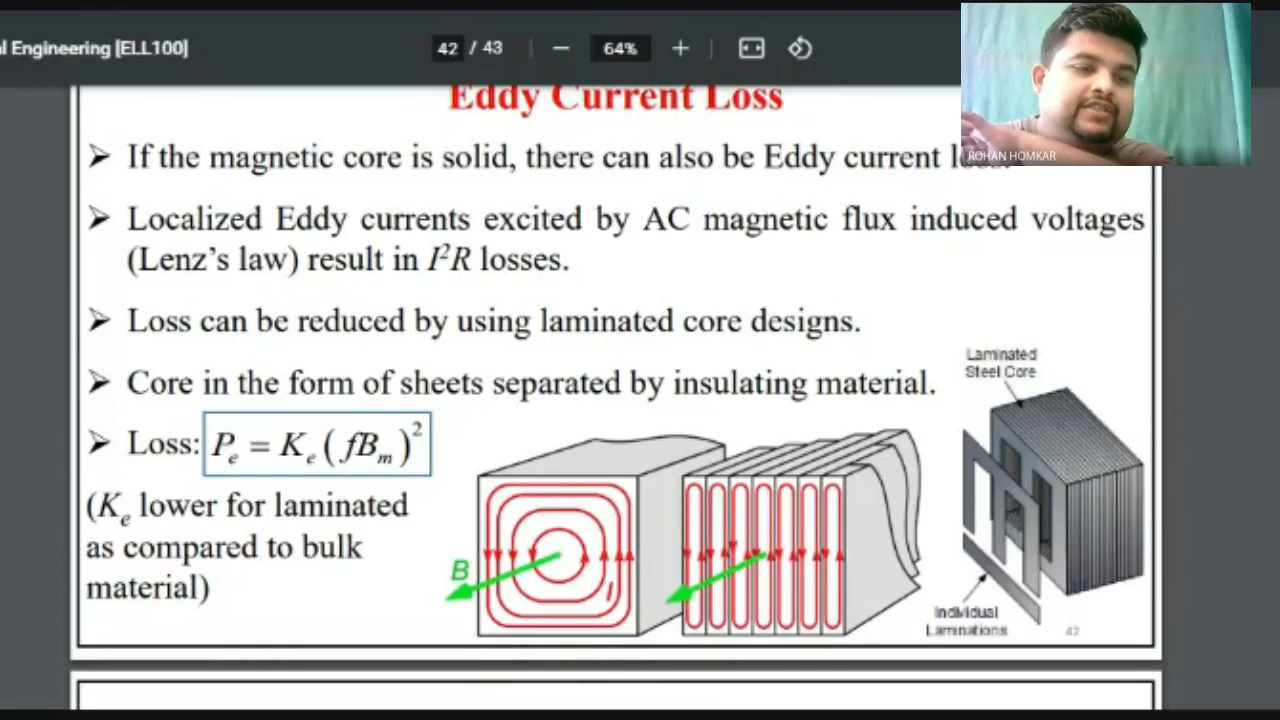 l Engineering [ELL100]
42 / 43
64%
ROHAN HOMKAR
Eddy Current Loss
➢ If the magnetic core is solid, there can also be Eddy current
➢ Localized Eddy currents excited by AC magnetic flux induced voltages
(Lenz's law) result in I²R losses.
➢ Loss can be reduced by using laminated core designs.
➢ Core in the form of sheets separated by insulating material.
➢ Loss: Pₑ = Kₑ (fBₘ)²
(Kₑ lower for laminated
as compared to bulk
material)
B
I
Laminated
Steel Core
Individual
Laminations
42